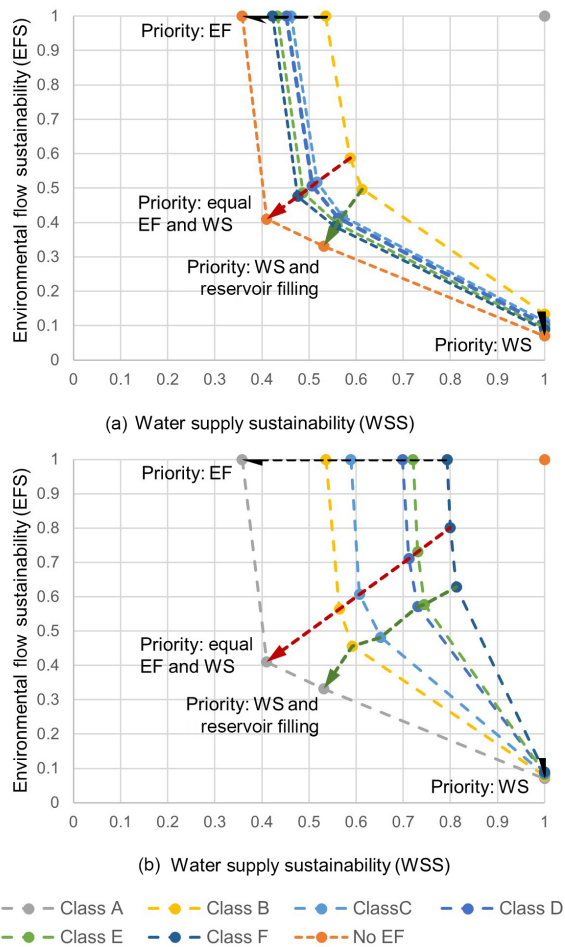 Environmental flow sustainability (EFS)
1
0.9
0.8
0.7
0.6
0.5
0.4
0.3
0.2
0.1
0
Priority: EF
Priority: equal
EF and WS
Priority: WS and
reservoir filling
Priority: WS
0 0.1 0.2 0.3 0.4 0.5 0.6 0.7 0.8 0.9 1
(a) Water supply sustainability (WSS)
Environmental flow sustainability (EFS)
1
0.9
0.8
0.7
0.6
0.5
0.4
0.3
0.2
0.1
0
Priority: EF
Priority: equal
EF and WS
Priority: WS and
reservoir filling
Priority: WS
0 0.1 0.2 0.3 0.4 0.5 0.6 0.7 0.8 0.9 1
(b) Water supply sustainability (WSS)
Class A Class B ClassC Class D
Class E Class F No EF